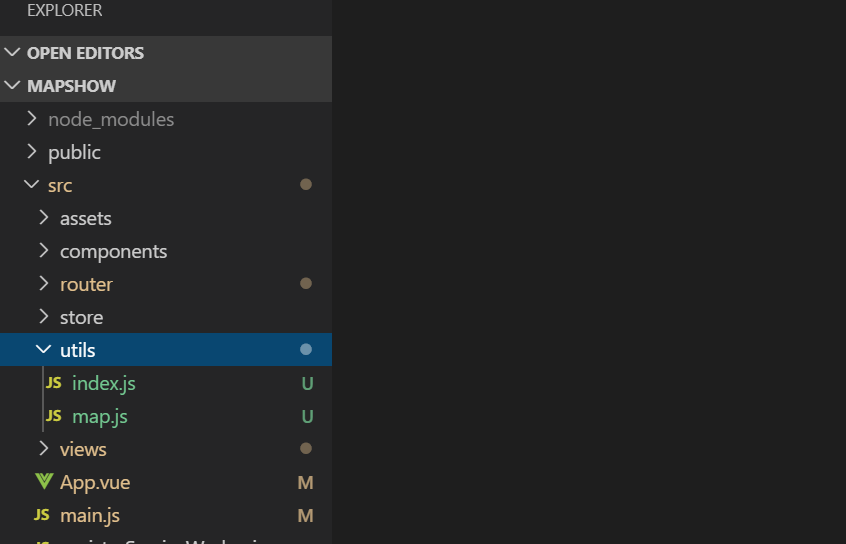 EXPLORER
OPEN EDITORS
MAPSHOW
node_modules
public
src
assets
components
router
store
utils
JS index.js U
JS map.js U
views
App.vue M
JS main.js M